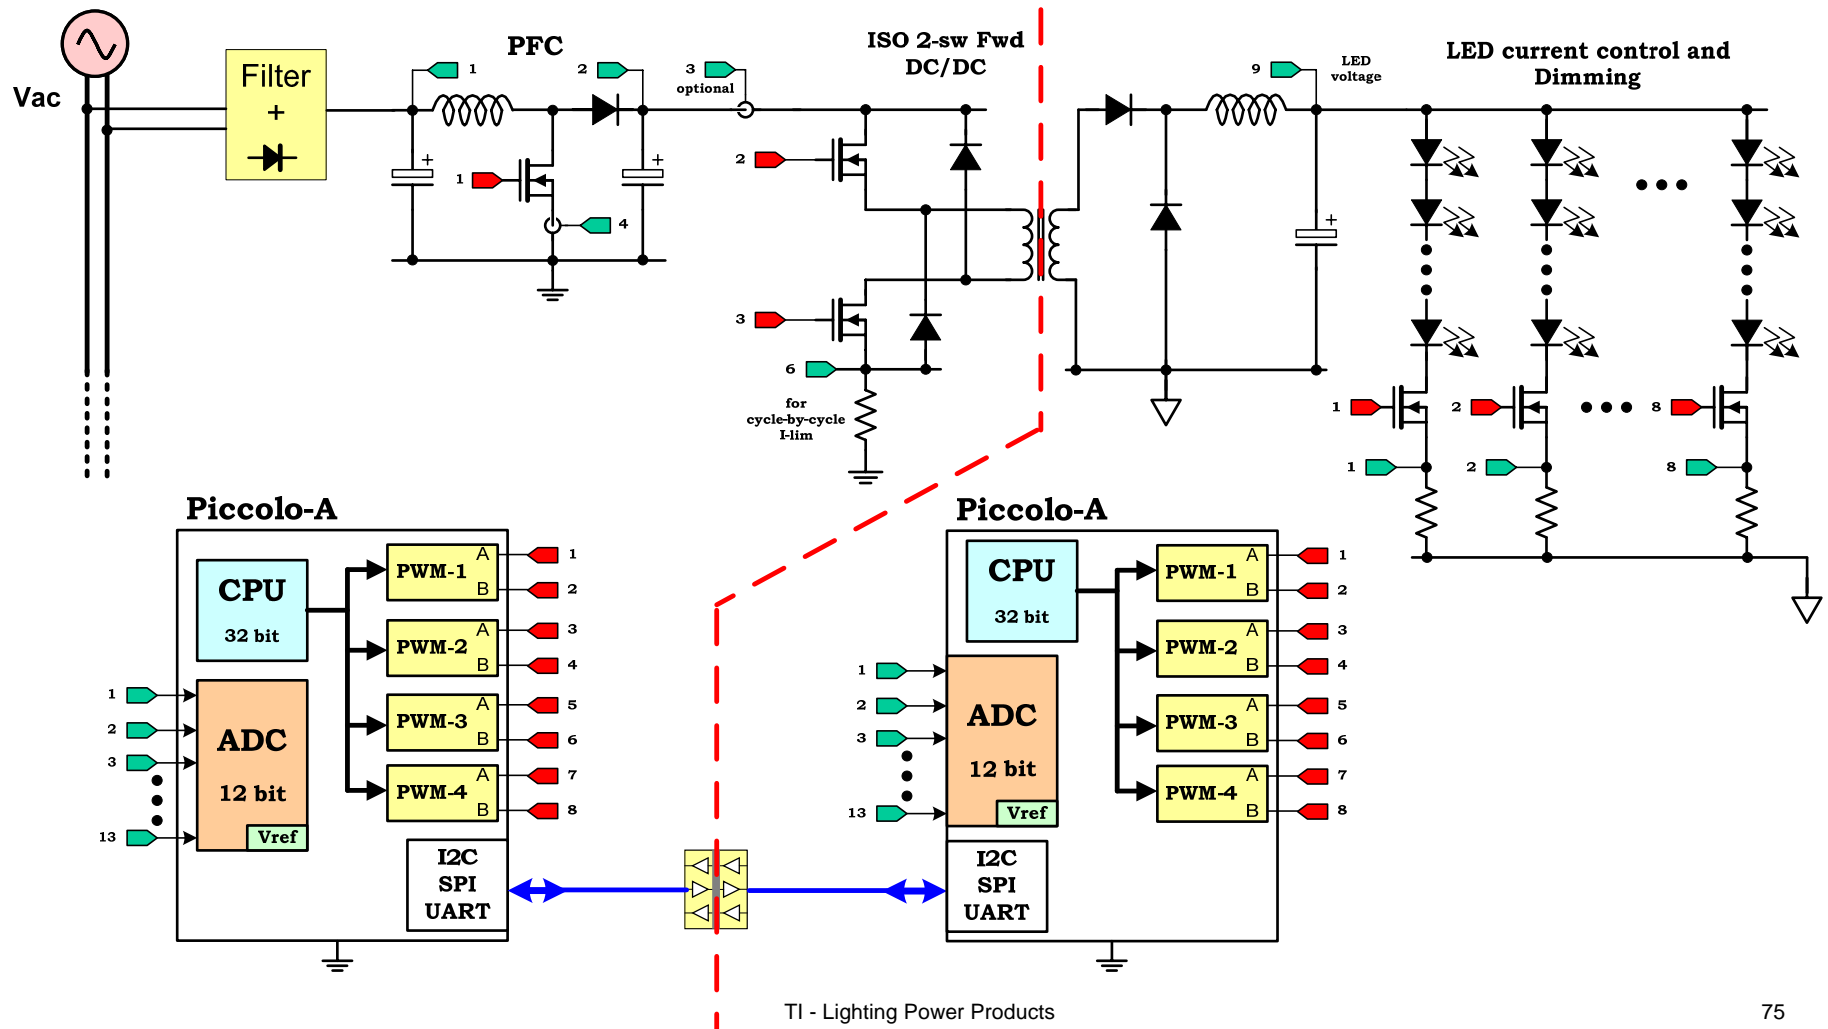 Vac
Filter
+
PFC
1
2
3
optional
1
4
+
+
ISO 2-sw Fwd
DC/DC
2
3
6
for
cycle-by-cycle
I-lim
9
LED
voltage
+
LED current control and
Dimming
1
2
8
1
2
8
Piccolo-A
CPU
32 bit
ADC
12 bit
Vref
1
2
3
13
PWM-1
A
B
PWM-2
A
B
PWM-3
A
B
PWM-4
A
B
1
2
3
4
5
6
7
8
I2C
SPI
UART
Piccolo-A
CPU
32 bit
ADC
12 bit
Vref
1
2
3
13
PWM-1
A
B
PWM-2
A
B
PWM-3
A
B
PWM-4
A
B
1
2
3
4
5
6
7
8
I2C
SPI
UART
TI - Lighting Power Products
75